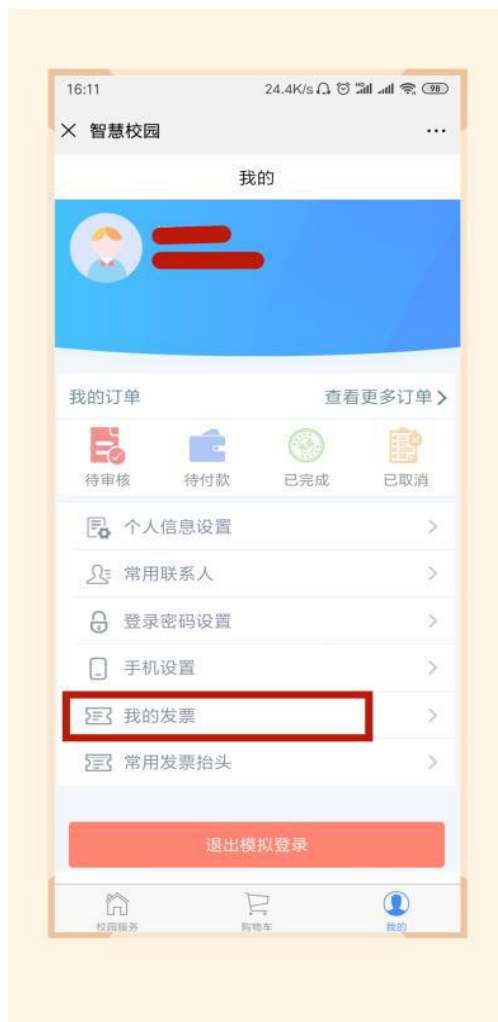 16:11
24.4K/s
98
智慧校园
我的
我的订单
查看更多订单
待审核
待付款
已完成
已取消
个人信息设置
常用联系人
登录密码设置
手机设置
我的发票
常用发票抬头
退出模拟登录
校园服务
购物车
我的